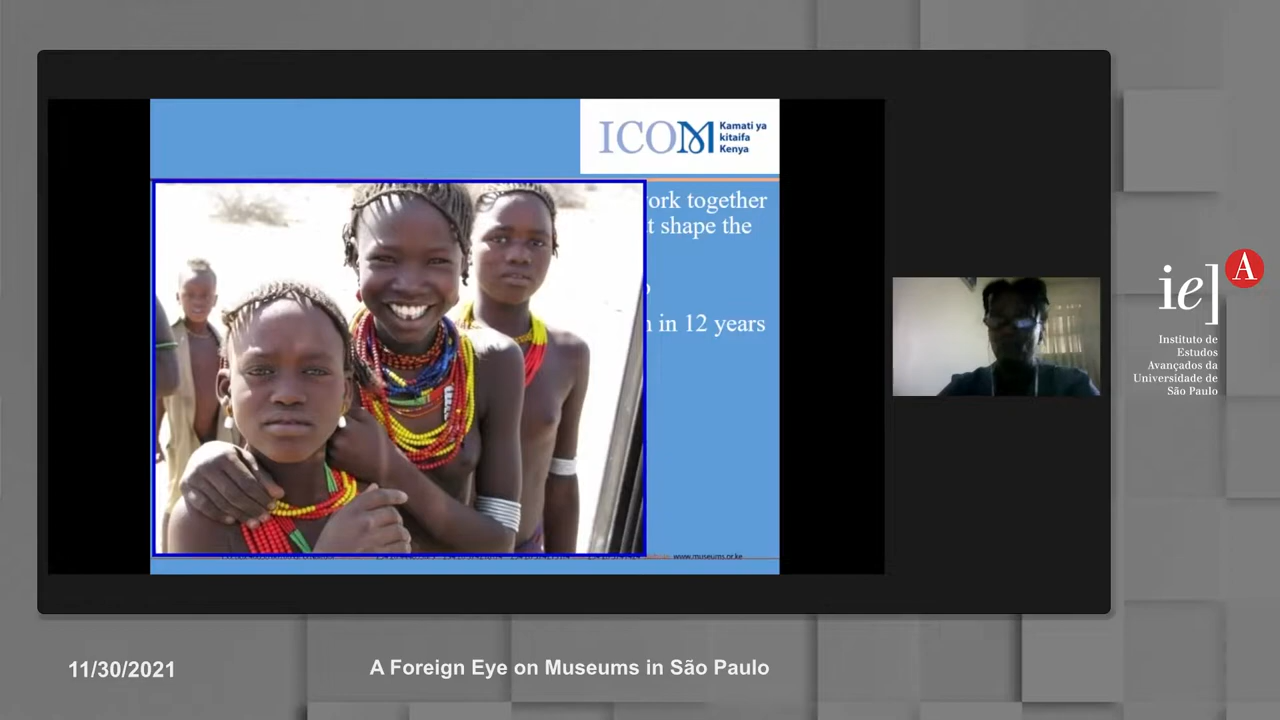 ICOM
Kamati ya
kitaifa
Kenya
together
shape the
in 12 years
www.museums.or.ke
ie]
A
Instituto de
Estudos
Avançados da
Universidade de
São Paulo
11/30/2021
A Foreign Eye on Museums in São Paulo